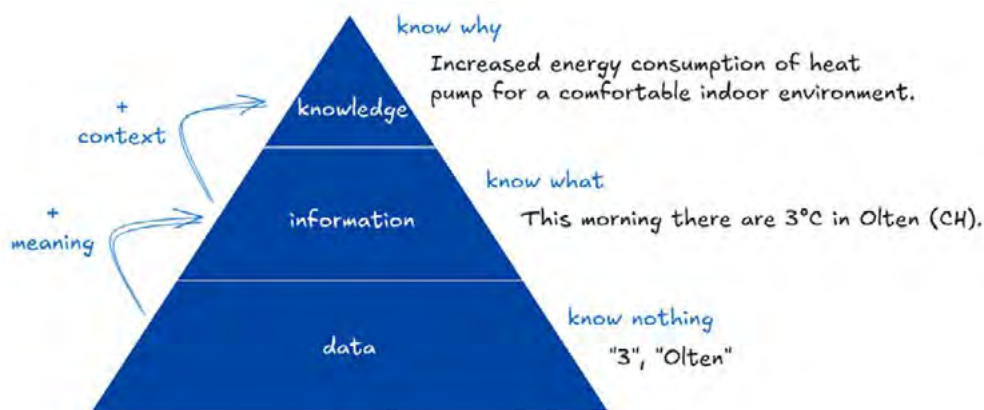 know why
Increased energy consumption of heat
pump for a comfortable indoor environment.
knowledge
+
context
know what
This morning there are 3°C in Olten (CH).
information
+
meaning
know nothing
"3", "Olten"
data